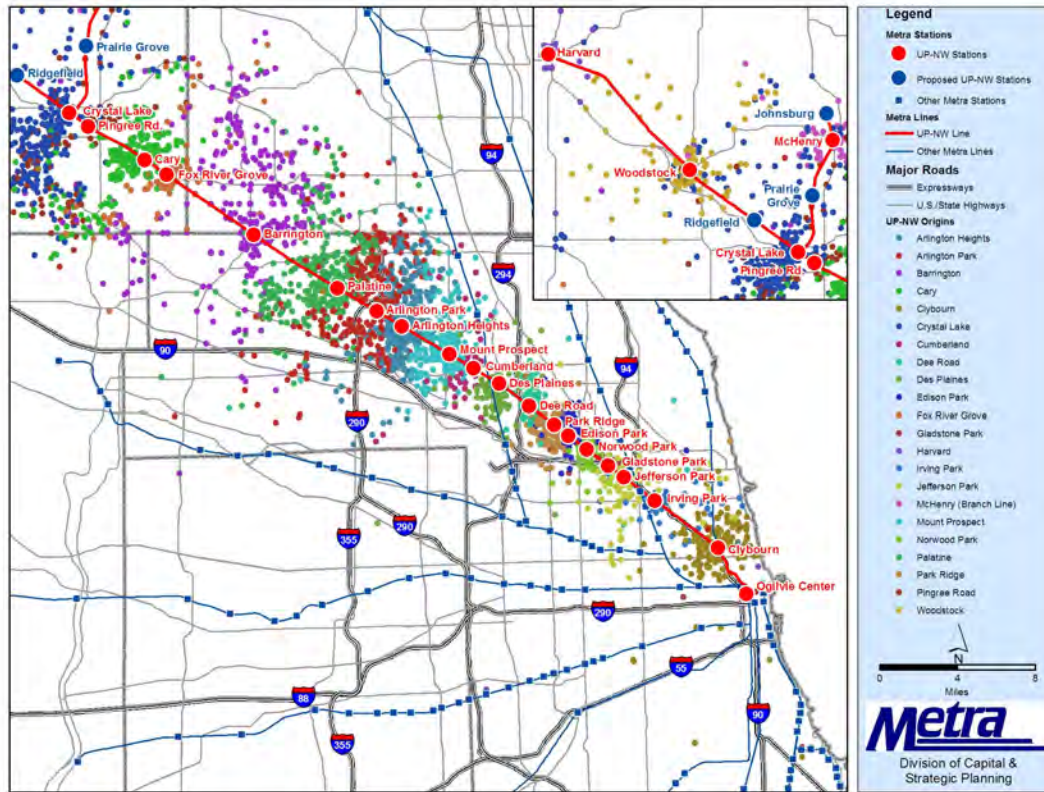 Prairie Grove
Ridgefield
Crystal Lake
Pingree Rd.
Cary
Fox River Grove
Barrington
Palatine
Arlington Park
Arlington Heights
Mount Prospect
Cumberland
Des Plaines
Dee Road
Park Ridge
Edison Park
Norwood Park
Gladstone Park
Jefferson Park
Irving Park
Clybourn
Ogilvie Center
94
294
90
94
290
290
355
290
88
55
355
90
Harvard
Johnsburg
McHenry
Woodstock
Prairie
Grove
Ridgefield
Crystal Lake
Pingree Rd.
Legend
Metra Stations
UP-NW Stations
Proposed UP-NW Stations
Other Metra Stations
Metra Lines
UP-NW Line
Other Metra Lines
Major Roads
Expressways
U.S./State Highways
UP-NW Origins
Arlington Heights
Arlington Park
Barrington
Cary
Clybourn
Crystal Lake
Cumberland
Dee Road
Des Plaines
Edison Park
Fox River Grove
Gladstone Park
Harvard
Irving Park
Jefferson Park
McHenry (Branch Line)
Mount Prospect
Norwood Park
Palatine
Park Ridge
Pingree Road
Woodstock
N
0 4 8
Miles
Metra
Division of Capital &
Strategic Planning